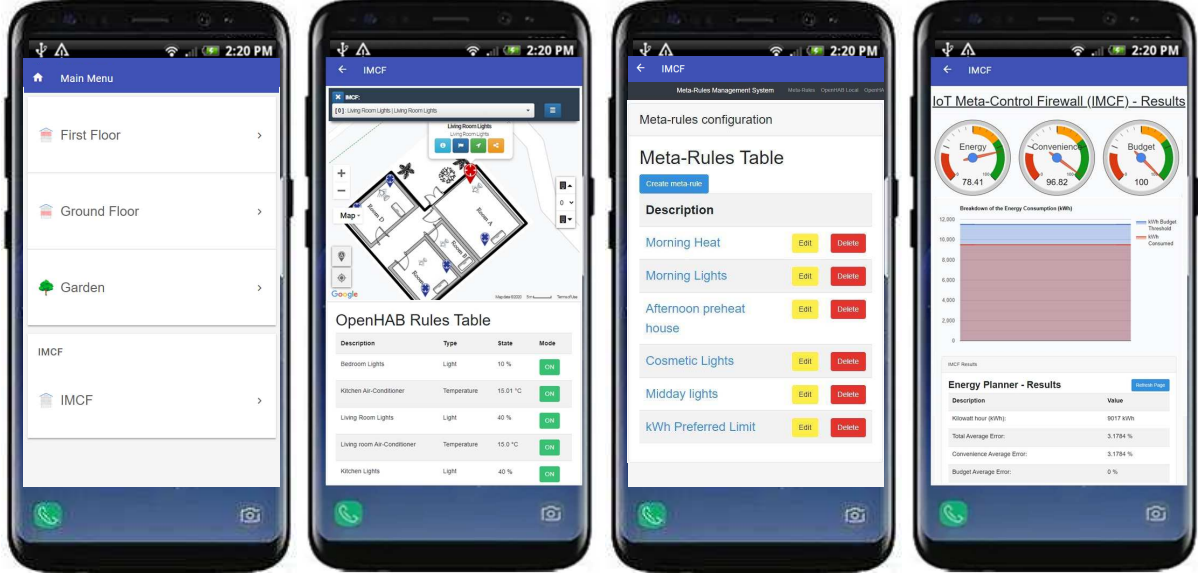 2:20 PM
Main Menu
First Floor
Ground Floor
Garden
IMCF
IMCF
2:20 PM
IMCF
IMCF:
[0] Living Room Lights | Living Room Lights
Living Room Lights
Living Room Lights
+
−
Map
0
Room D
Room A
Room B
Room
Google
Map data ©2020 5m Terms of Use
OpenHAB Rules Table
Description Type State Mode
Bedroom Lights Light 10 % ON
Kitchen Air-Conditioner Temperature 15.01 °C ON
Living Room Lights Light 40 % ON
Living room Air-Conditioner Temperature 15.0 °C ON
Kitchen Lights Light 40 % ON
2:20 PM
IMCF
Meta-Rules Management System Meta-Rules OpenHAB Local OpenHA
Meta-rules configuration
Meta-Rules Table
Create meta-rule
Description
Morning Heat Edit Delete
Morning Lights Edit Delete
Afternoon preheat
house Edit Delete
Cosmetic Lights Edit Delete
Midday lights Edit Delete
kWh Preferred Limit Edit Delete
2:20 PM
IMCF
IoT Meta-Control Firewall (IMCF) - Results
Energy Convenience Budget
78.41 96.82 100
Breakdown of the Energy Consumption (kWh)
12,000
10,000
8,000
6,000
4,000
2,000
0
kWh Budget
Threshold
kWh
Consumed
IMCF Results
Energy Planner - Results Refresh Page
Description Value
Kilowatt hour (kWh): 9017 kWh
Total Average Error: 3.1784 %
Convenience Average Error: 3.1784 %
Budget Average Error: 0 %